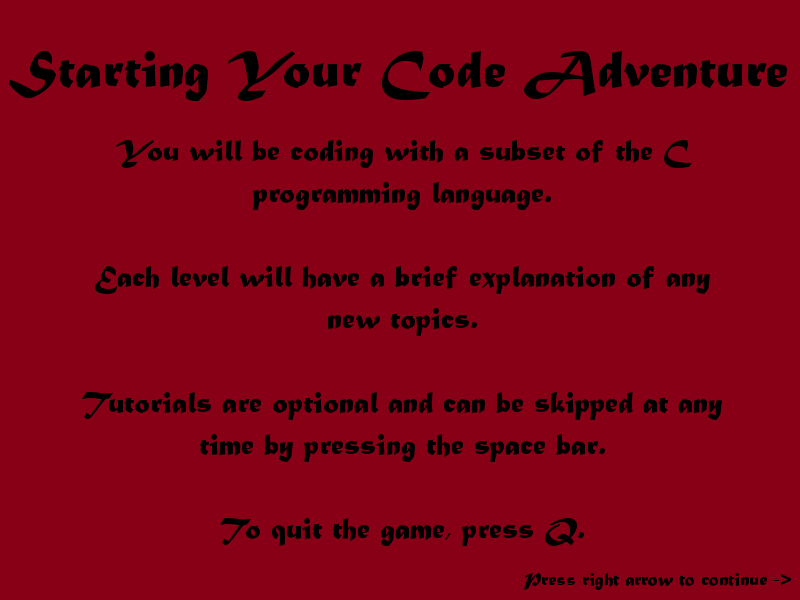 Starting Your Code Adventure
You will be coding with a subset of the C
programming language.
Each level will have a brief explanation of any
new topics.
Tutorials are optional and can be skipped at any
time by pressing the space bar.
To quit the game, press Q.
Press right arrow to continue ->